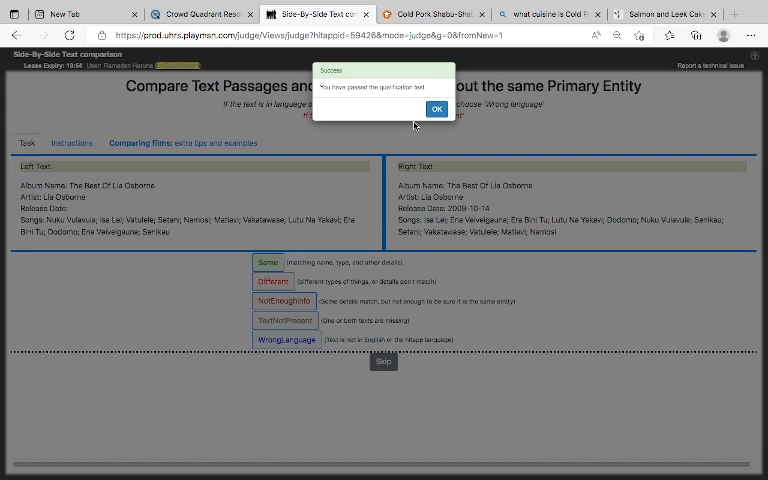 New Tab
Crowd Quadrant Reso
Side-By-Side Text com
Cold Pork Shabu-Shab
what cuisine is Cold P
Salmon and Leek Cake
https://prod.uhrs.playmsn.com/judge/Views/judge?hitappid=59426&mode=judge&g=0&fromNew=1
Side-By-Side Text comparison
Lease Expiry: 16:54 User: Ramadan Haruna
Report a technical issue
Success
You have passed the qualification test.
OK
Compare Text Passages an
out the same Primary Entity
If the text is in language o
choose 'Wrong language'
Task
Instructions
Comparing films: extra tips and examples
Left Text
Album Name: The Best Of Lia Osborne
Artist: Lia Osborne
Release Date:
Songs: Nuku Vulavula; Isa Lei; Vatulele; Setani; Namosi; Matiavi; Vakatawase; Lutu Na Yakavi; Era
Bini Tu; Dodomo; Ena Veiveigauna; Senikau
Right Text
Album Name: The Best Of Lia Osborne
Artist: Lia Osborne
Release Date: 2009-10-14
Songs: Isa Lei; Ena Veiveigauna; Era Bini Tu; Lutu Na Yakavi; Dodomo; Nuku Vulavula; Senikau;
Setani; Vakatawase; Vatulele; Matiavi; Namosi
Same (matching name, type, and other details)
Different (different types of things, or details don't match)
NotEnoughInfo (Some details match, but not enough to be sure it is the same entity)
TextNotPresent (One or both texts are missing)
WrongLanguage (Text is not in English or the hitapp language)
Skip